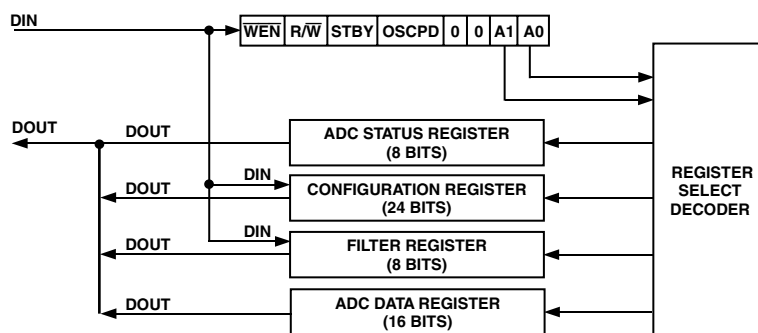 DIN
W̅E̅N̅ R/W̅ STBY OSCPD 0 0 A1 A0
DOUT
DOUT
ADC STATUS REGISTER
(8 BITS)
DOUT
DIN
CONFIGURATION REGISTER
(24 BITS)
DOUT
DIN
FILTER REGISTER
(8 BITS)
DOUT
ADC DATA REGISTER
(16 BITS)
REGISTER
SELECT
DECODER